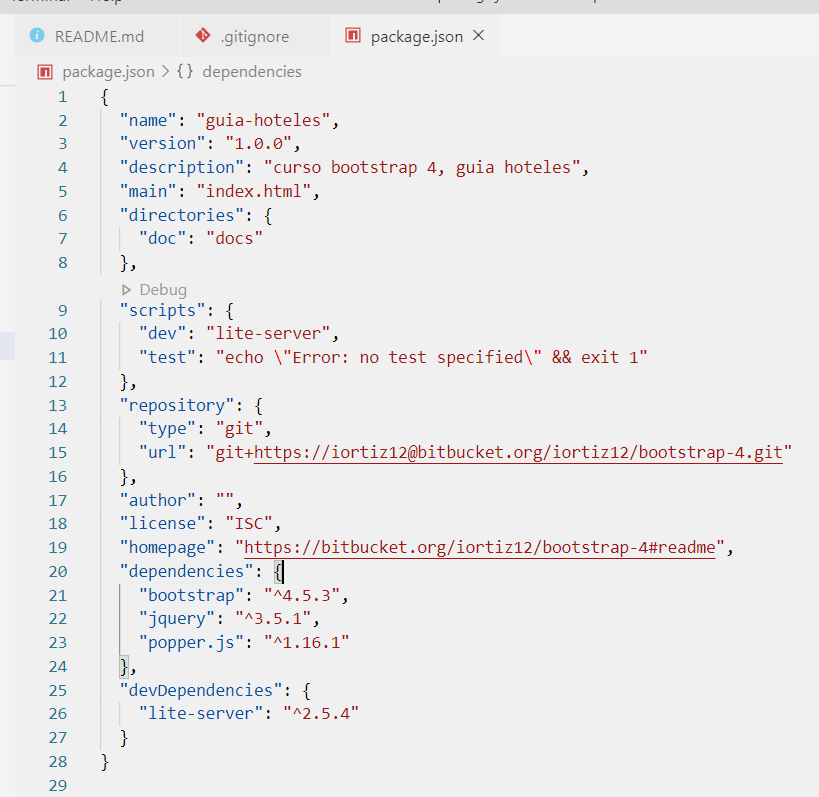 README.md .gitignore package.json
package.json > {} dependencies
1 {
2 "name": "guia-hoteles",
3 "version": "1.0.0",
4 "description": "curso bootstrap 4, guia hoteles",
5 "main": "index.html",
6 "directories": {
7 "doc": "docs"
8 },
Debug
9 "scripts": {
10 "dev": "lite-server",
11 "test": "echo \"Error: no test specified\" && exit 1"
12 },
13 "repository": {
14 "type": "git",
15 "url": "git+https://iortiz12@bitbucket.org/iortiz12/bootstrap-4.git"
16 },
17 "author": "",
18 "license": "ISC",
19 "homepage": "https://bitbucket.org/iortiz12/bootstrap-4#readme",
20 "dependencies": {
21 "bootstrap": "^4.5.3",
22 "jquery": "^3.5.1",
23 "popper.js": "^1.16.1"
24 },
25 "devDependencies": {
26 "lite-server": "^2.5.4"
27 }
28 }
29